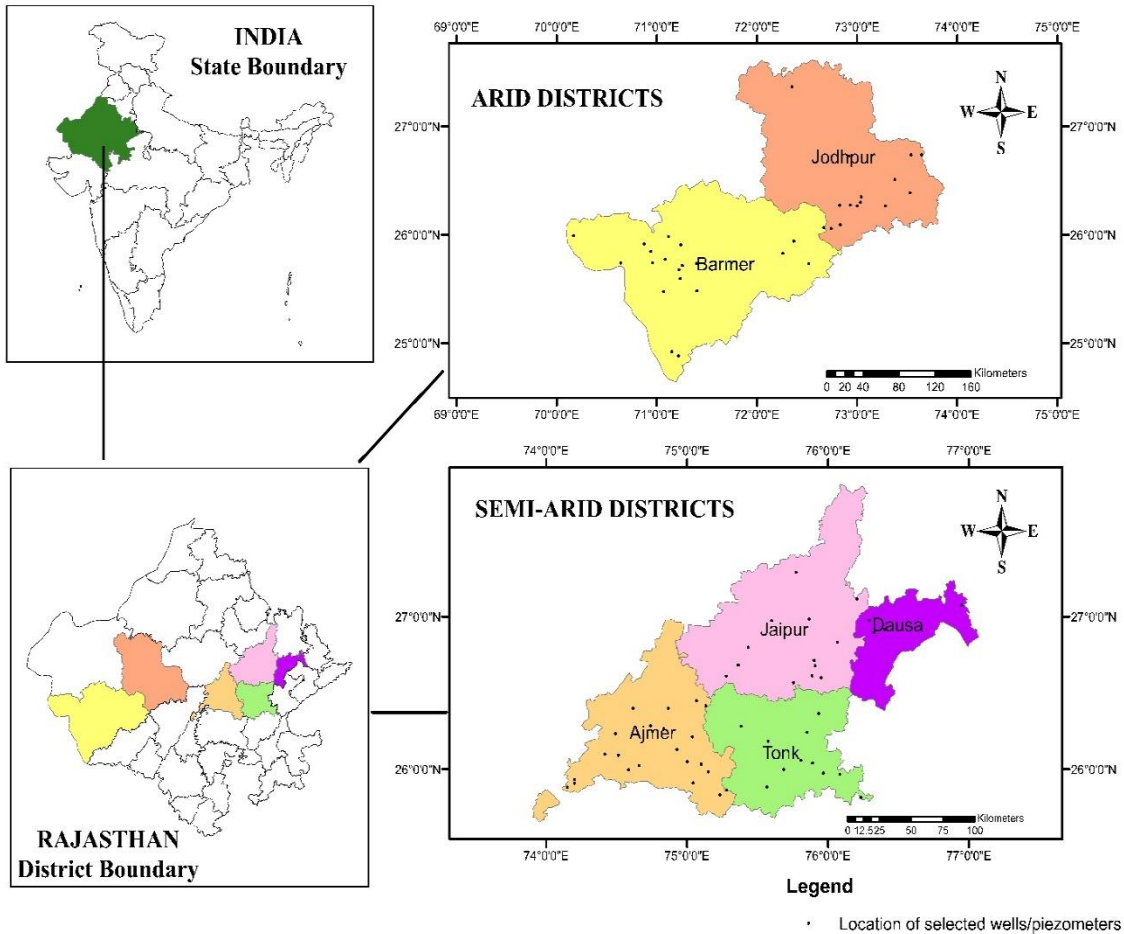 INDIA
State Boundary
69°0'0"E 70°0'0"E 71°0'0"E 72°0'0"E 73°0'0"E 74°0'0"E 75°0'0"E
ARID DISTRICTS
N
W E
S
27°0'0"N 27°0'0"N
Jodhpur
26°0'0"N 26°0'0"N
Barmer
25°0'0"N 25°0'0"N
Kilometers
0 20 40 80 120 160
69°0'0"E 70°0'0"E 71°0'0"E 72°0'0"E 73°0'0"E 74°0'0"E 75°0'0"E
RAJASTHAN
District Boundary
74°0'0"E 75°0'0"E 76°0'0"E 77°0'0"E
SEMI-ARID DISTRICTS
N
W E
S
27°0'0"N 27°0'0"N
Jaipur
Dausa
Ajmer
Tonk
26°0'0"N 26°0'0"N
Kilometers
0 12.525 50 75 100
74°0'0"E 75°0'0"E 76°0'0"E 77°0'0"E
Legend
Location of selected wells/piezometers